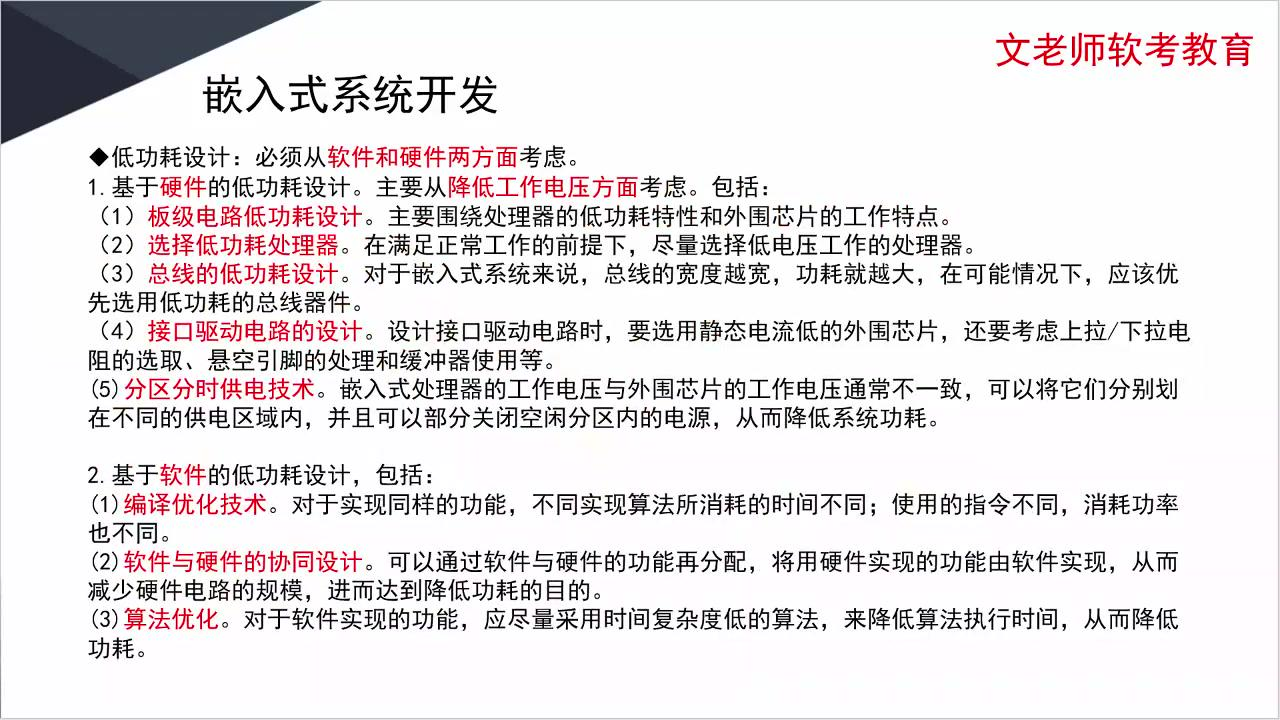 文老师软考教育
嵌入式系统开发
◆低功耗设计：必须从软件和硬件两方面考虑。
1.基于硬件的低功耗设计。主要从降低工作电压方面考虑。包括：
（1）板级电路低功耗设计。主要围绕处理器的低功耗特性和外围芯片的工作特点。
（2）选择低功耗处理器。在满足正常工作的前提下，尽量选择低电压工作的处理器。
（3）总线的低功耗设计。对于嵌入式系统来说，总线的宽度越宽，功耗就越大，在可能情况下，应该优
先选用低功耗的总线器件。
（4）接口驱动电路的设计。设计接口驱动电路时，要选用静态电流低的外围芯片，还要考虑上拉/下拉电
阻的选取、悬空引脚的处理和缓冲器使用等。
(5)分区分时供电技术。嵌入式处理器的工作电压与外围芯片的工作电压通常不一致，可以将它们分别划
在不同的供电区域内，并且可以部分关闭空闲分区内的电源，从而降低系统功耗。
2.基于软件的低功耗设计，包括：
(1)编译优化技术。对于实现同样的功能，不同实现算法所消耗的时间不同；使用的指令不同，消耗功率
也不同。
(2)软件与硬件的协同设计。可以通过软件与硬件的功能再分配，将用硬件实现的功能由软件实现，从而
减少硬件电路的规模，进而达到降低功耗的目的。
(3)算法优化。对于软件实现的功能，应尽量采用时间复杂度低的算法，来降低算法执行时间，从而降低
功耗。